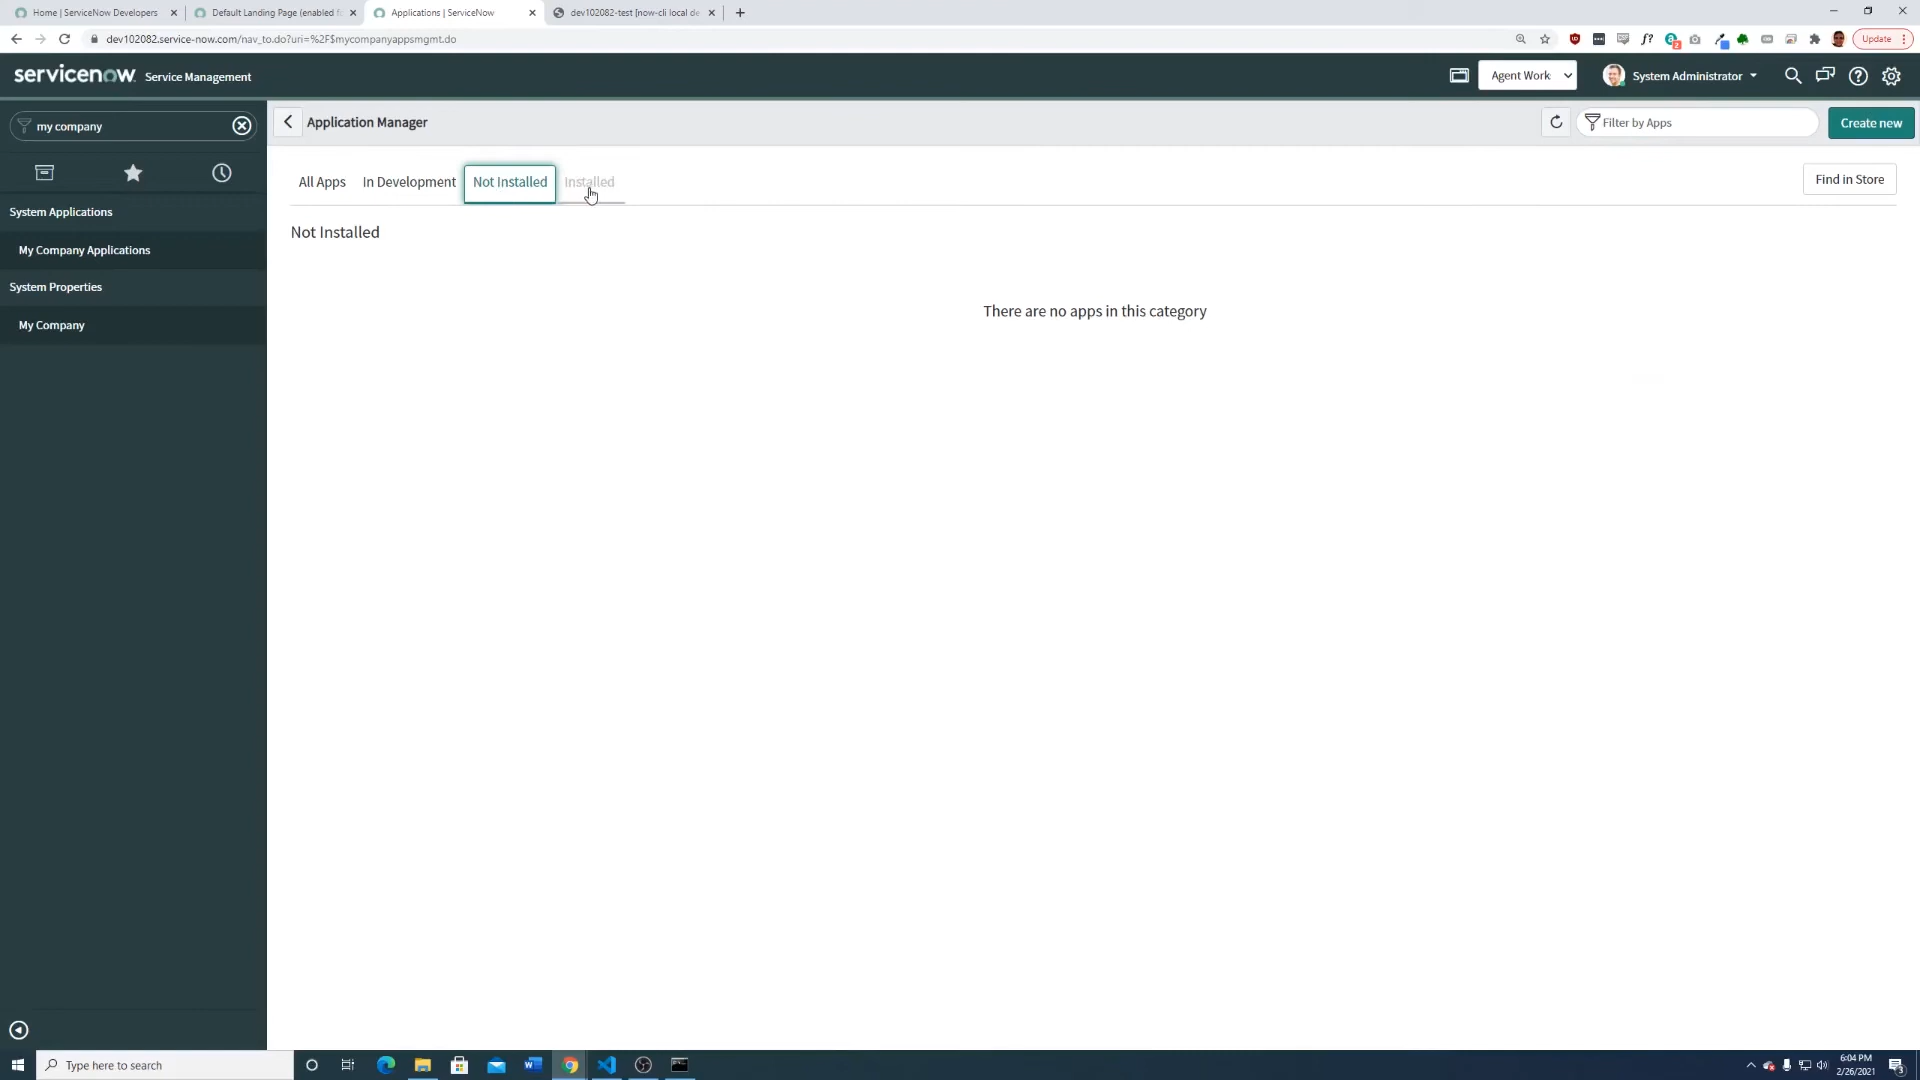 Home | ServiceNow Developers
Default Landing Page (enabled f
Applications | ServiceNow
dev102082-test [now-cli local de
dev102082.service-now.com/nav_to.do?uri=%2F$mycompanyappsmgmt.do
f?
Update
servicenow. Service Management
Agent Work
System Administrator
my company
Application Manager
Filter by Apps
Create new
All Apps
In Development
Not Installed
Installed
Find in Store
System Applications
My Company Applications
System Properties
My Company
Not Installed
There are no apps in this category
Type here to search
6:04 PM
2/26/2021
3